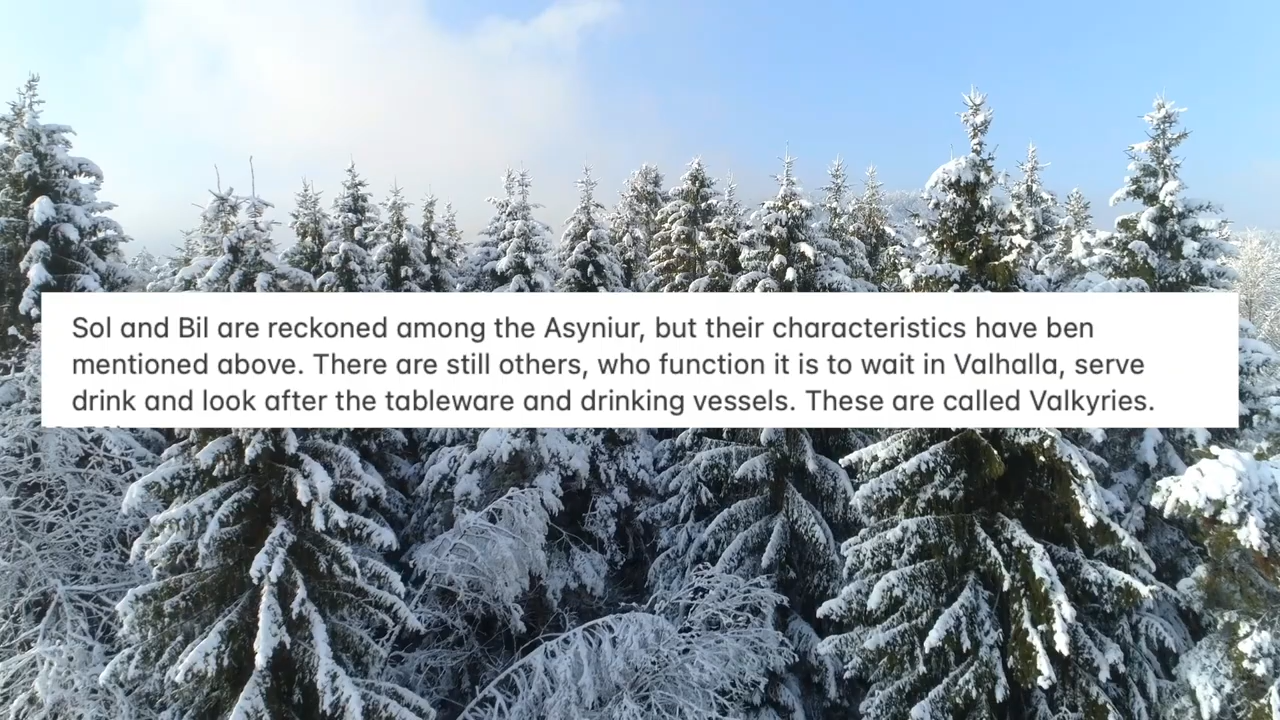 Sol and Bil are reckoned among the Asyniur, but their characteristics have ben
mentioned above. There are still others, who function it is to wait in Valhalla, serve
drink and look after the tableware and drinking vessels. These are called Valkyries.